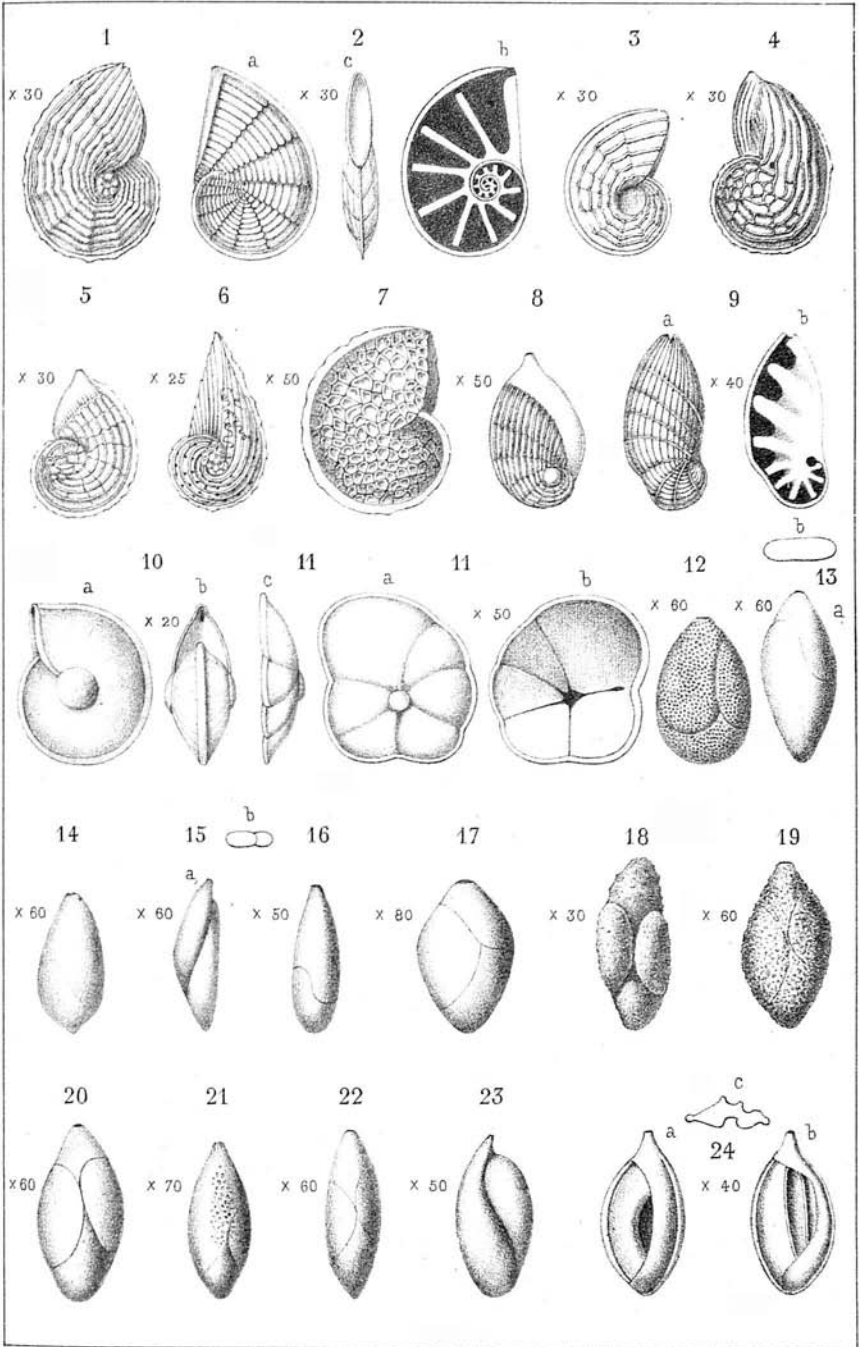 1 2 3 4
a c b
× 30 × 30 × 30 × 30
5 6 7 8 9
a b
× 30 × 25 × 50 × 50 × 40
b
10 11 11 12 13
a b c a b a
× 20 × 50 × 60 × 60
14 15 b 16 17 18 19
a
× 60 × 60 × 50 × 80 × 30 × 60
20 21 22 23 c
a 24 b
×60 × 70 × 60 × 50 × 40